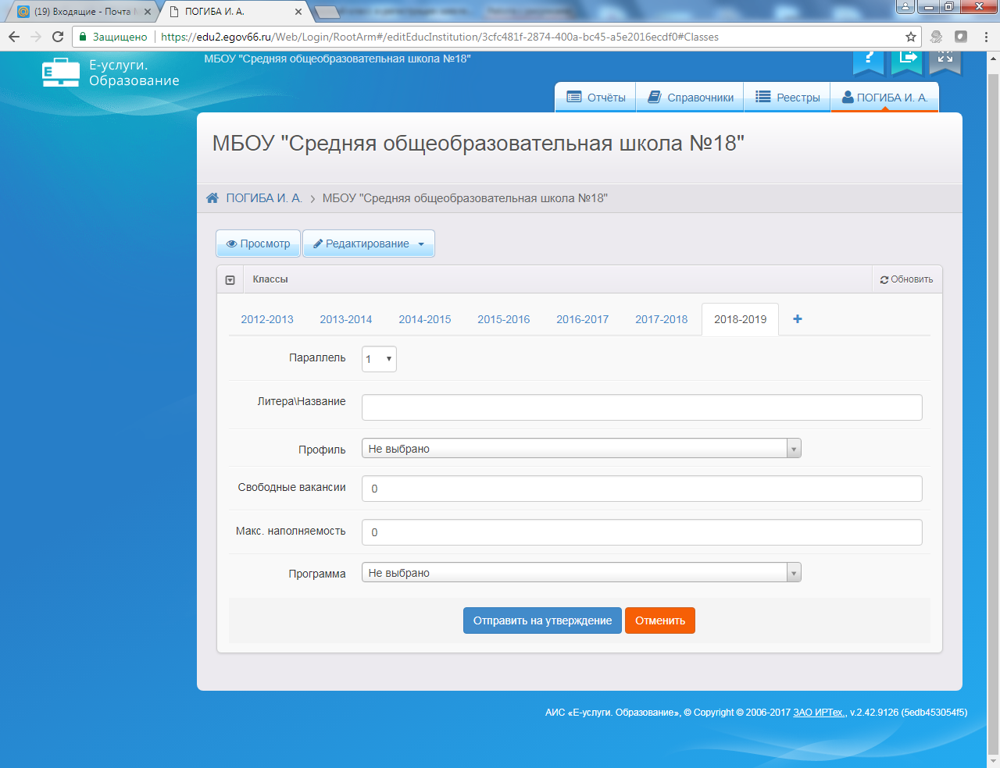 (19) Входящие - Почта
ПОГИБА И. А.
Защищено
https://edu2.egov66.ru/Web/Login/RootArm#/editEducInstitution/3cfc481f-2874-400a-bc45-a5e2016ecdf0#Classes
Е-услуги.
Образование
МБОУ "Средняя общеобразовательная школа №18"
?
Отчёты
Справочники
Реестры
ПОГИБА И. А.
МБОУ "Средняя общеобразовательная школа №18"
ПОГИБА И. А. > МБОУ "Средняя общеобразовательная школа №18"
Просмотр
Редактирование
Классы
Обновить
2012-2013 2013-2014 2014-2015 2015-2016 2016-2017 2017-2018 2018-2019 +
Параллель 1
Литера\Название
Профиль Не выбрано
Свободные вакансии 0
Макс. наполняемость 0
Программа Не выбрано
Отправить на утверждение Отменить
АИС «Е-услуги. Образование», © Copyright © 2006-2017 ЗАО ИРТех., v.2.42.9126 (5edb453054f5)